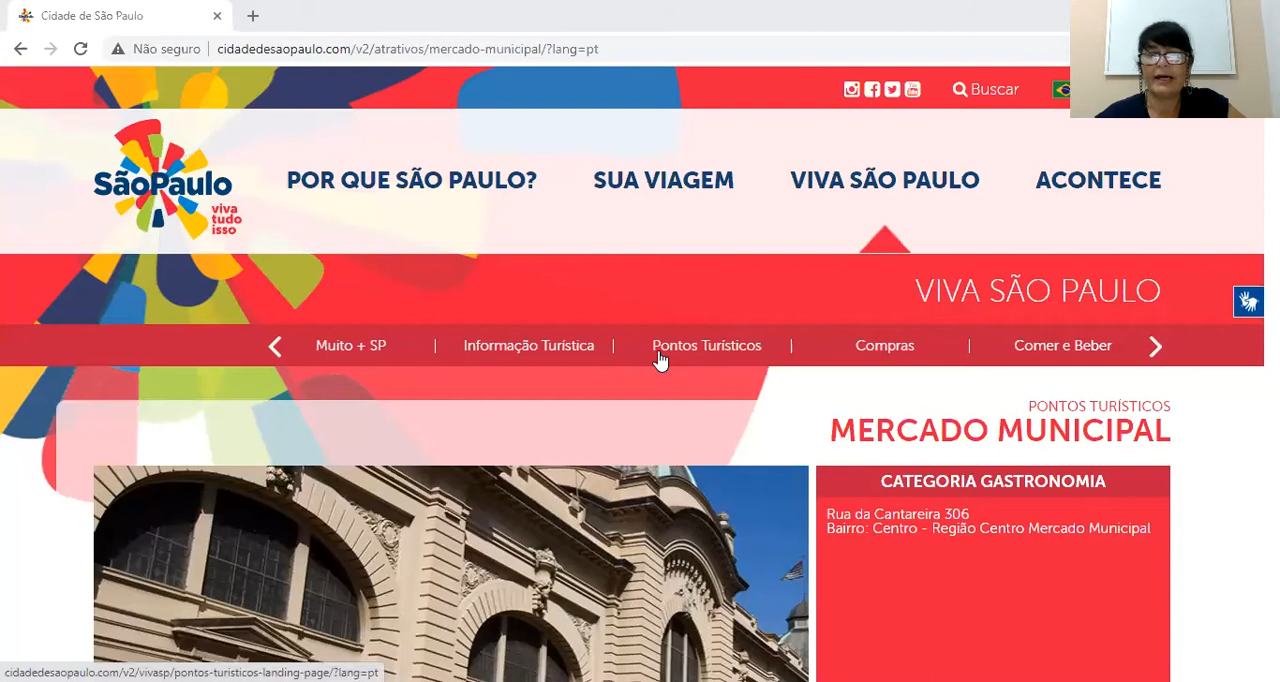 Cidade de São Paulo
Não seguro
cidadedesaopaulo.com/v2/atrativos/mercado-municipal/?lang=pt
Buscar
SãoPaulo
viva
tudo
isso
POR QUE SÃO PAULO?
SUA VIAGEM
VIVA SÃO PAULO
ACONTECE
VIVA SÃO PAULO
Muito + SP
Informação Turística
Pontos Turísticos
Compras
Comer e Beber
PONTOS TURÍSTICOS
MERCADO MUNICIPAL
CATEGORIA GASTRONOMIA
Rua da Cantareira 306
Bairro: Centro - Região Centro Mercado Municipal
cidadedesaopaulo.com/v2/vivasp/pontos-turisticos-landing-page/?lang=pt